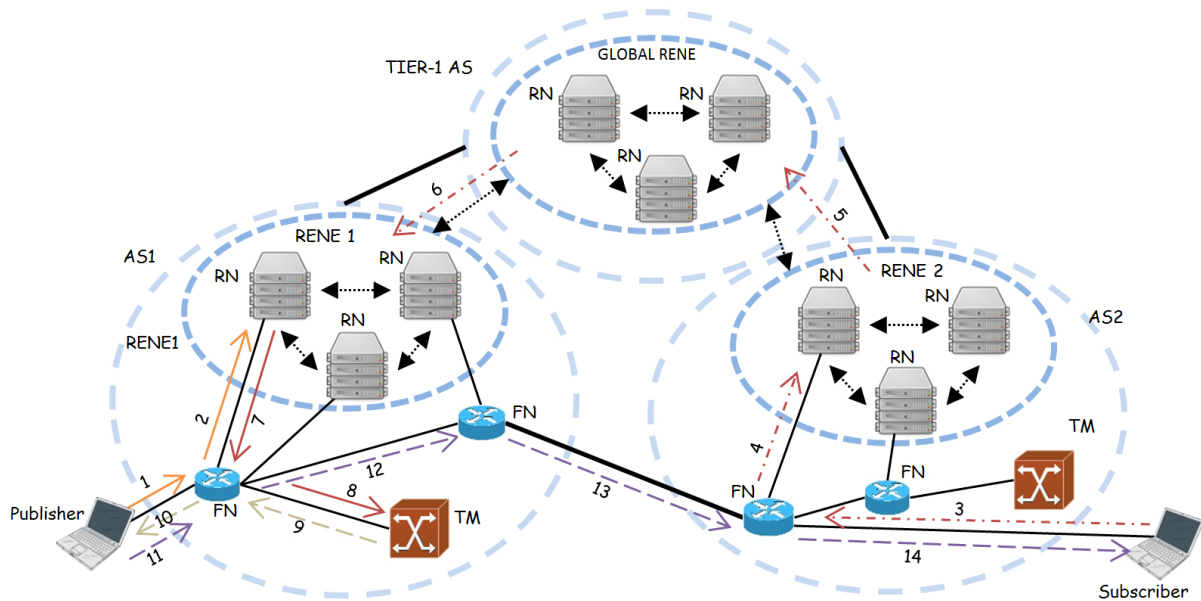 GLOBAL RENE
TIER-1 AS
RN
RN
RN
6
5
RENE 1
AS1
RN
RN
RN
RENE1
RENE 2
RN
RN
RN
AS2
2
7
4
FN
TM
12
FN
1
8
13
FN
FN
Publisher
10
FN
9
TM
3
11
14
Subscriber